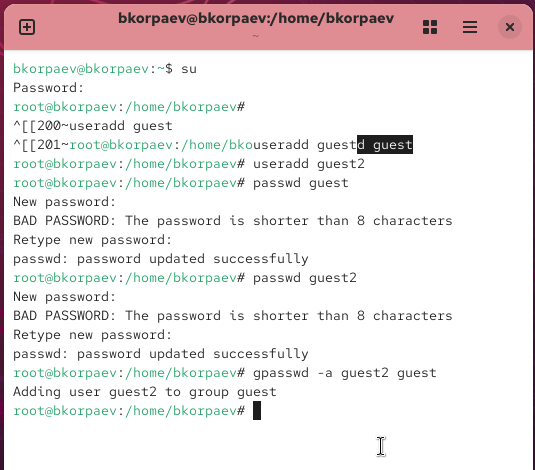 bkorpaev@bkorpaev:/home/bkorpaev
~
bkorpaev@bkorpaev:~$ su
Password:
root@bkorpaev:/home/bkorpaev#
^[[200~useradd guest
^[[201~root@bkorpaev:/home/bkouseradd guestd guest
root@bkorpaev:/home/bkorpaev# useradd guest2
root@bkorpaev:/home/bkorpaev# passwd guest
New password:
BAD PASSWORD: The password is shorter than 8 characters
Retype new password:
passwd: password updated successfully
root@bkorpaev:/home/bkorpaev# passwd guest2
New password:
BAD PASSWORD: The password is shorter than 8 characters
Retype new password:
passwd: password updated successfully
root@bkorpaev:/home/bkorpaev# gpasswd -a guest2 guest
Adding user guest2 to group guest
root@bkorpaev:/home/bkorpaev#